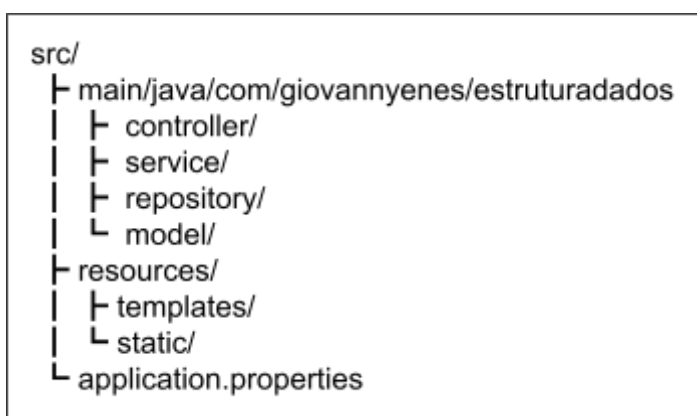 src/
├ main/java/com/giovannyenes/estruturadados
│ ├ controller/
│ ├ service/
│ ├ repository/
│ └ model/
├ resources/
│ ├ templates/
│ └ static/
└ application.properties